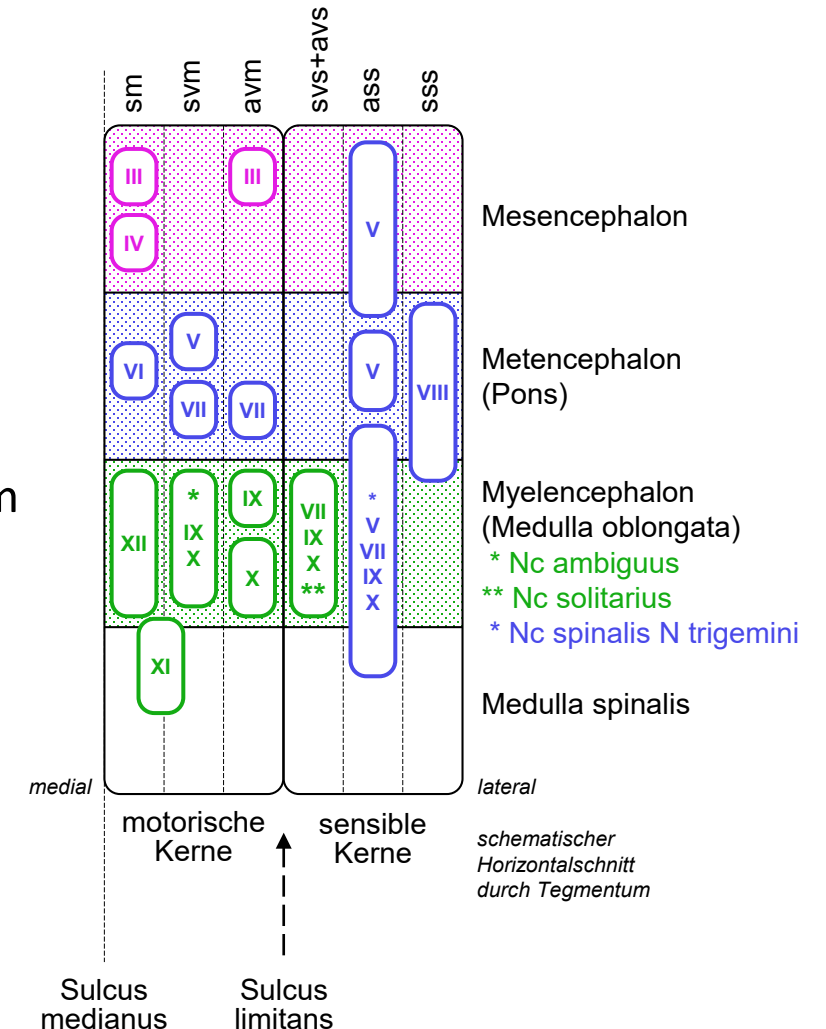 sm
svm
avm
svs+avs
ass
sss
III
III
IV
V
Mesencephalon
VI
V
VII
VII
V
VIII
Metencephalon
(Pons)
m
XII
*
IX
X
IX
X
VII
IX
X
**
*
V
VII
IX
X
Myelencephalon
(Medulla oblongata)
* Nc ambiguus
** Nc solitarius
* Nc spinalis N trigemini
XI
Medulla spinalis
medial
lateral
motorische
Kerne
sensible
Kerne
schematischer
Horizontalschnitt
durch Tegmentum
Sulcus
medianus
Sulcus
limitans